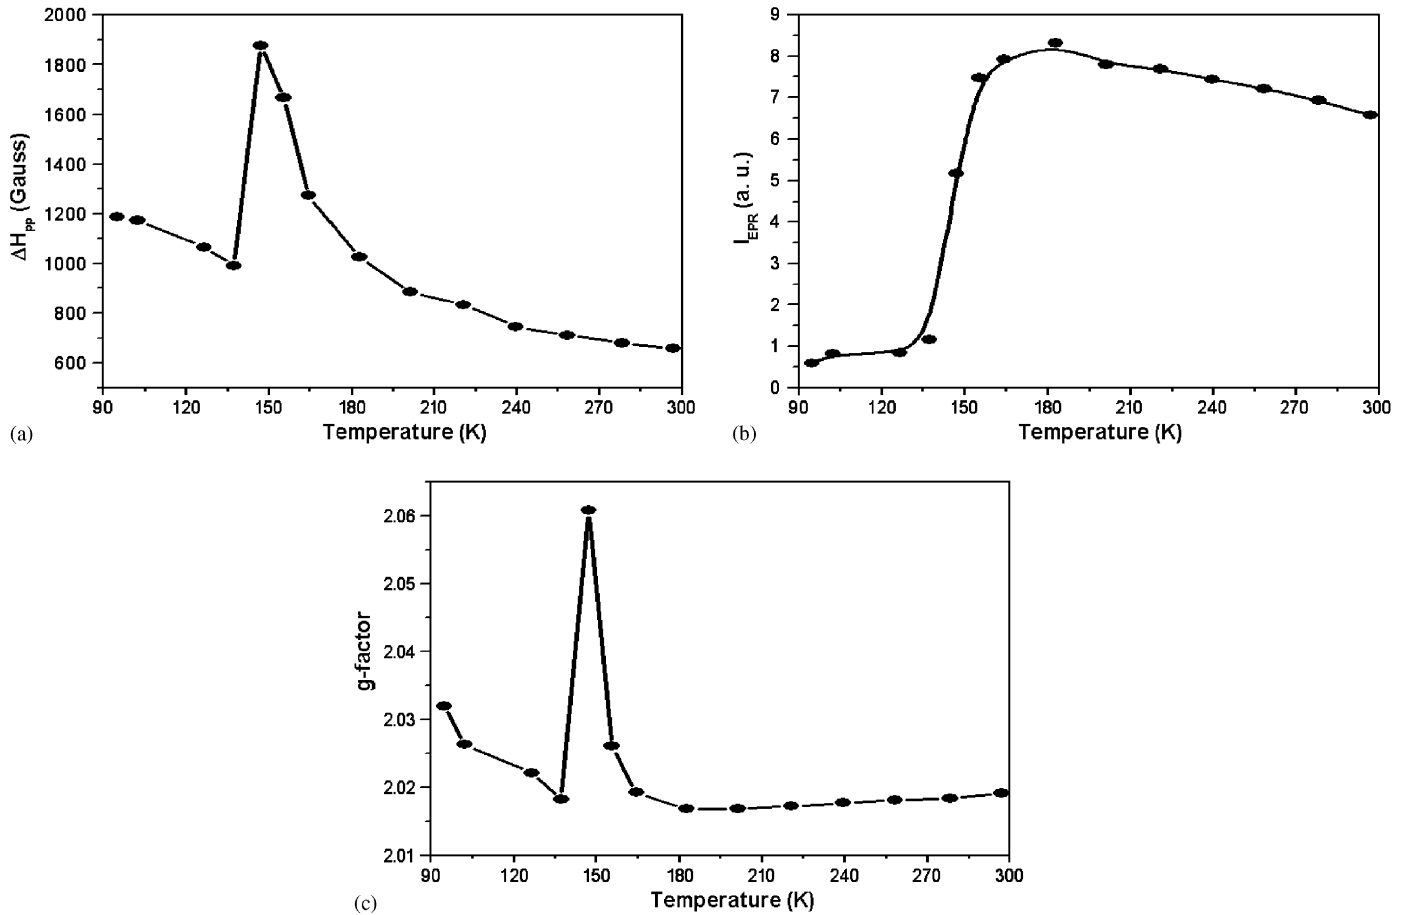 2000
1800
1600
1400
1200
1000
800
600
ΔHpp (Gauss)
90 120 150 180 210 240 270 300
Temperature (K)
(a)
9
8
7
6
5
4
3
2
1
0
IEPR (a. u.)
90 120 150 180 210 240 270 300
Temperature (K)
(b)
2.06
2.05
2.04
2.03
2.02
2.01
g-factor
90 120 150 180 210 240 270 300
Temperature (K)
(c)